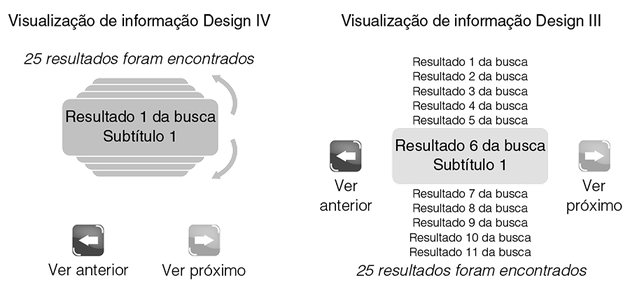 Visualização de informação Design IV
25 resultados foram encontrados
Resultado 1 da busca
Subtítulo 1
Ver anterior
Ver próximo
Visualização de informação Design III
Resultado 1 da busca
Resultado 2 da busca
Resultado 3 da busca
Resultado 4 da busca
Resultado 5 da busca
Resultado 6 da busca
Subtítulo 1
Ver
anterior
Ver
próximo
Resultado 7 da busca
Resultado 8 da busca
Resultado 9 da busca
Resultado 10 da busca
Resultado 11 da busca
25 resultados foram encontrados